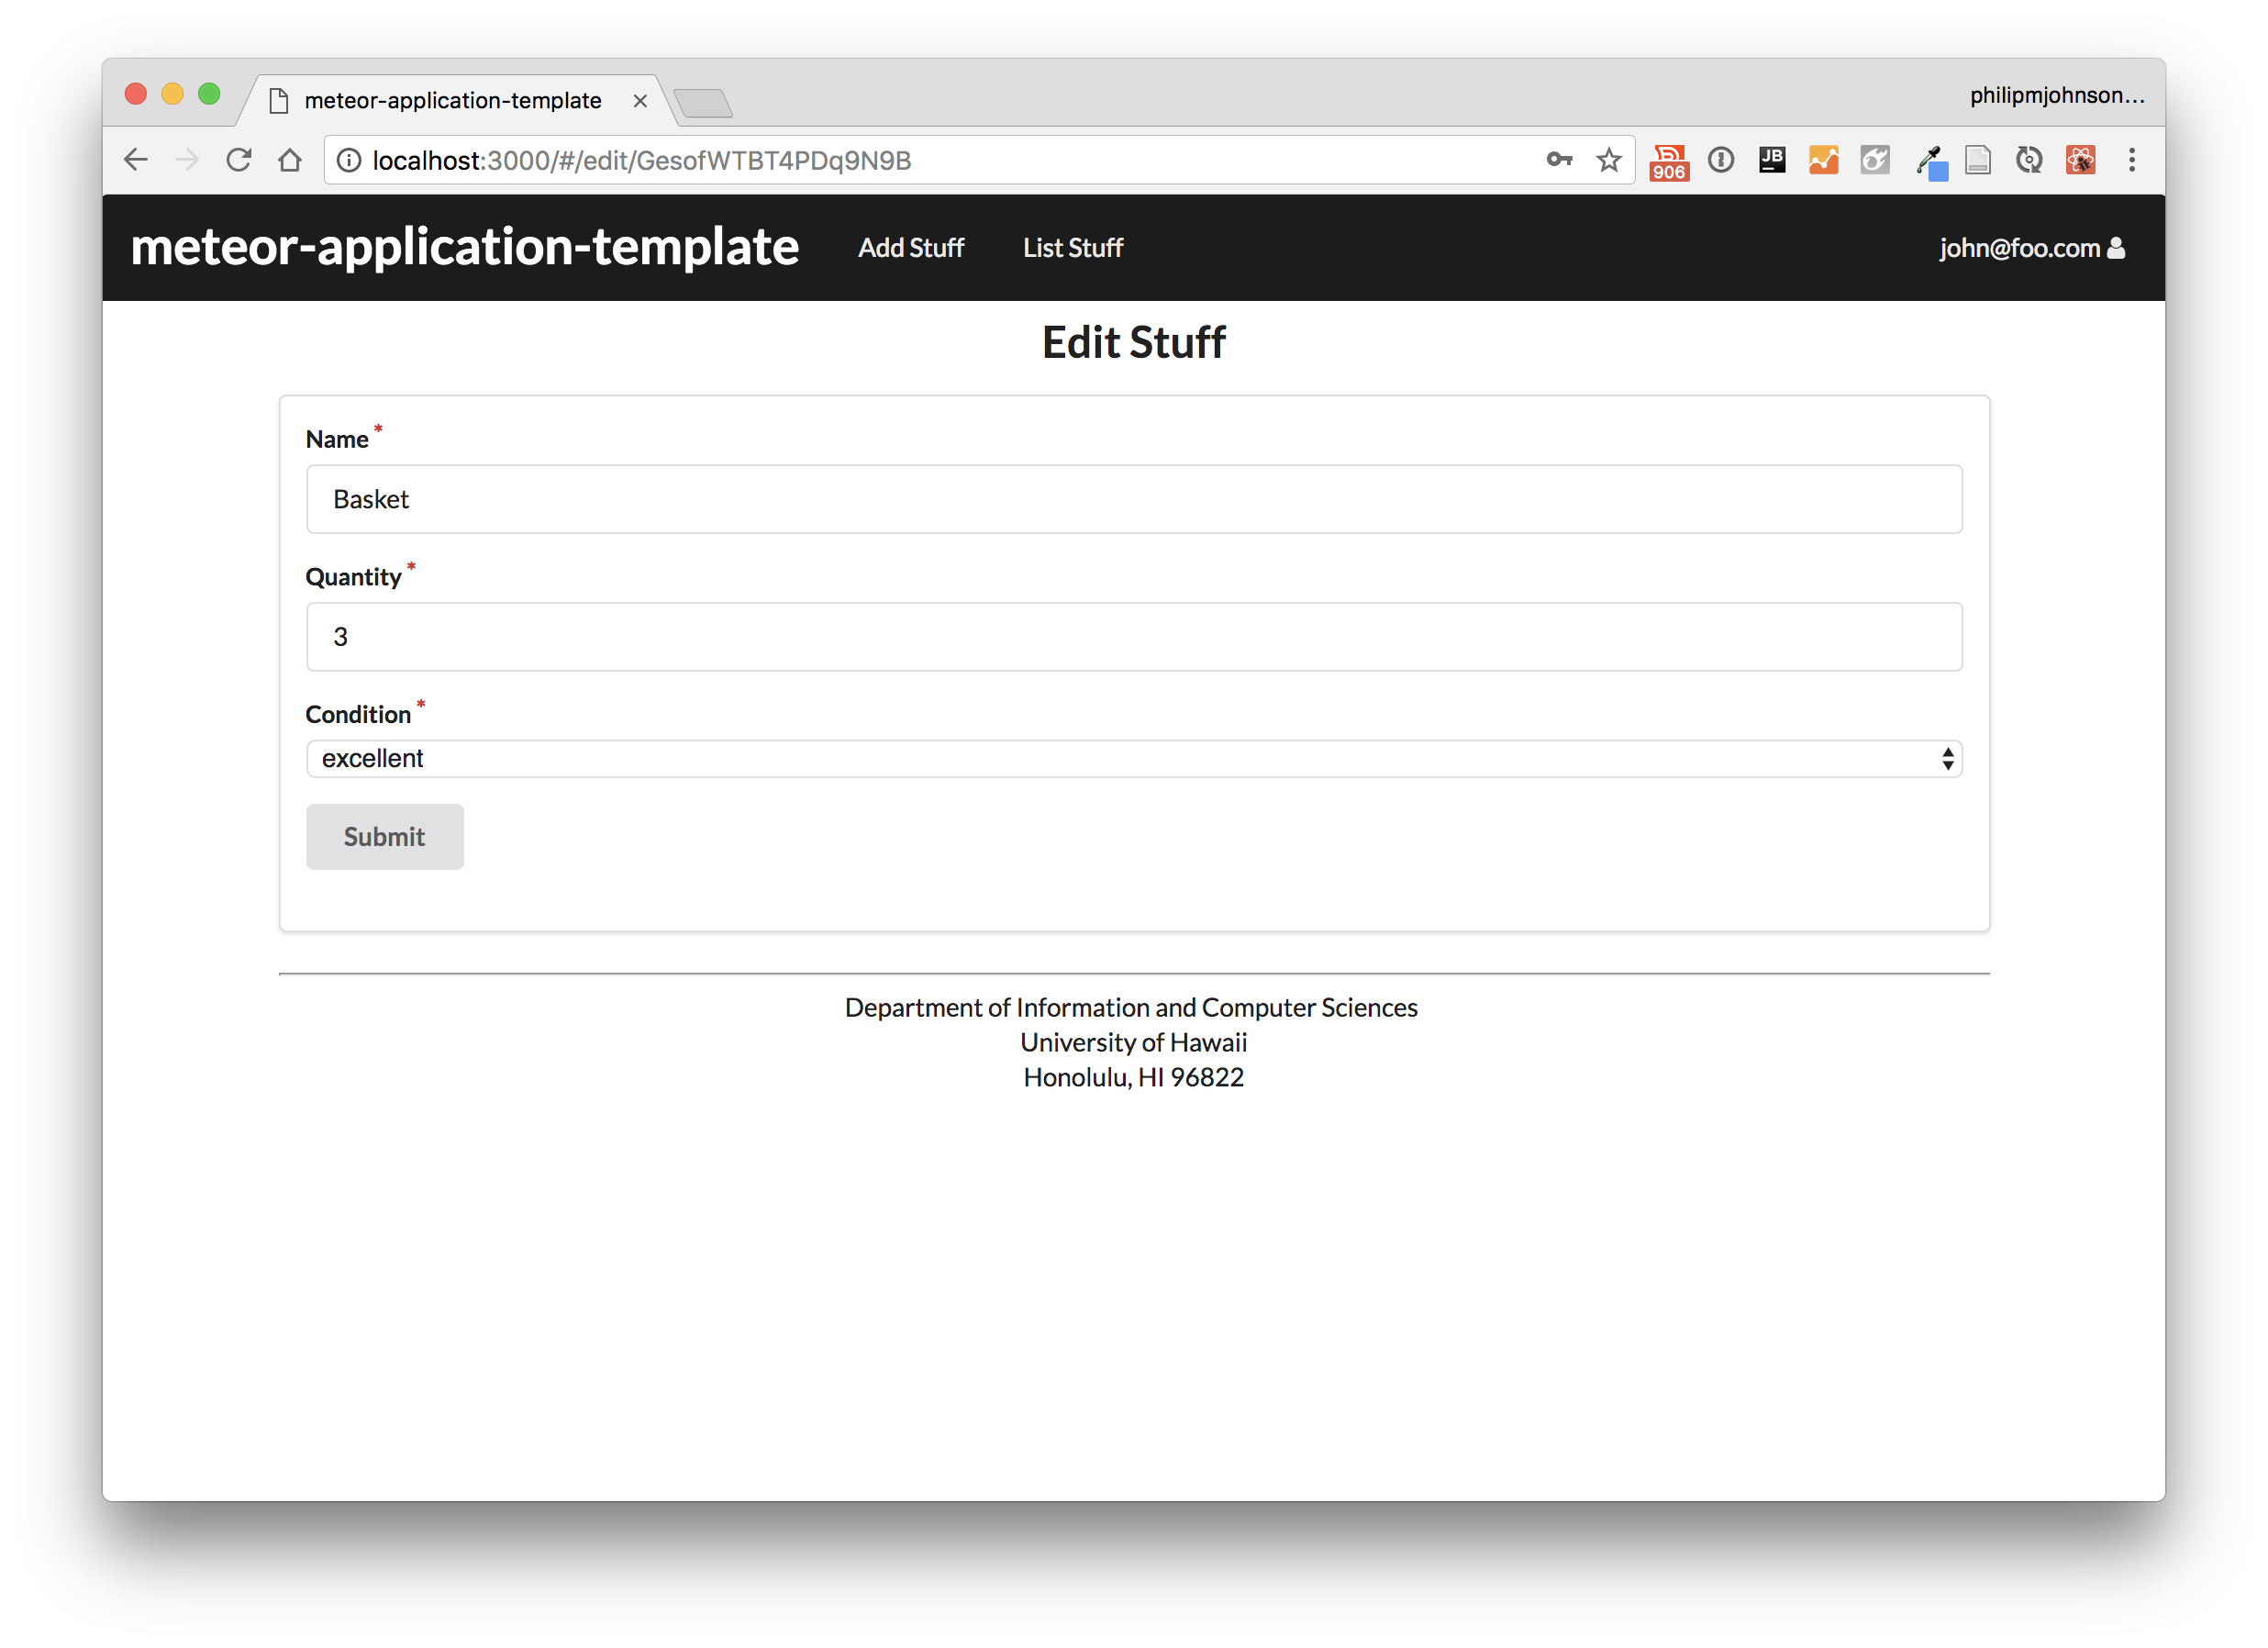 meteor-application-template
philipmjohnson...
localhost:3000/#/edit/GesofWTBT4PDq9N9B
906
JB
meteor-application-template Add Stuff List Stuff john@foo.com
Edit Stuff
Name *
Basket
Quantity *
3
Condition *
excellent
Submit
Department of Information and Computer Sciences
University of Hawaii
Honolulu, HI 96822